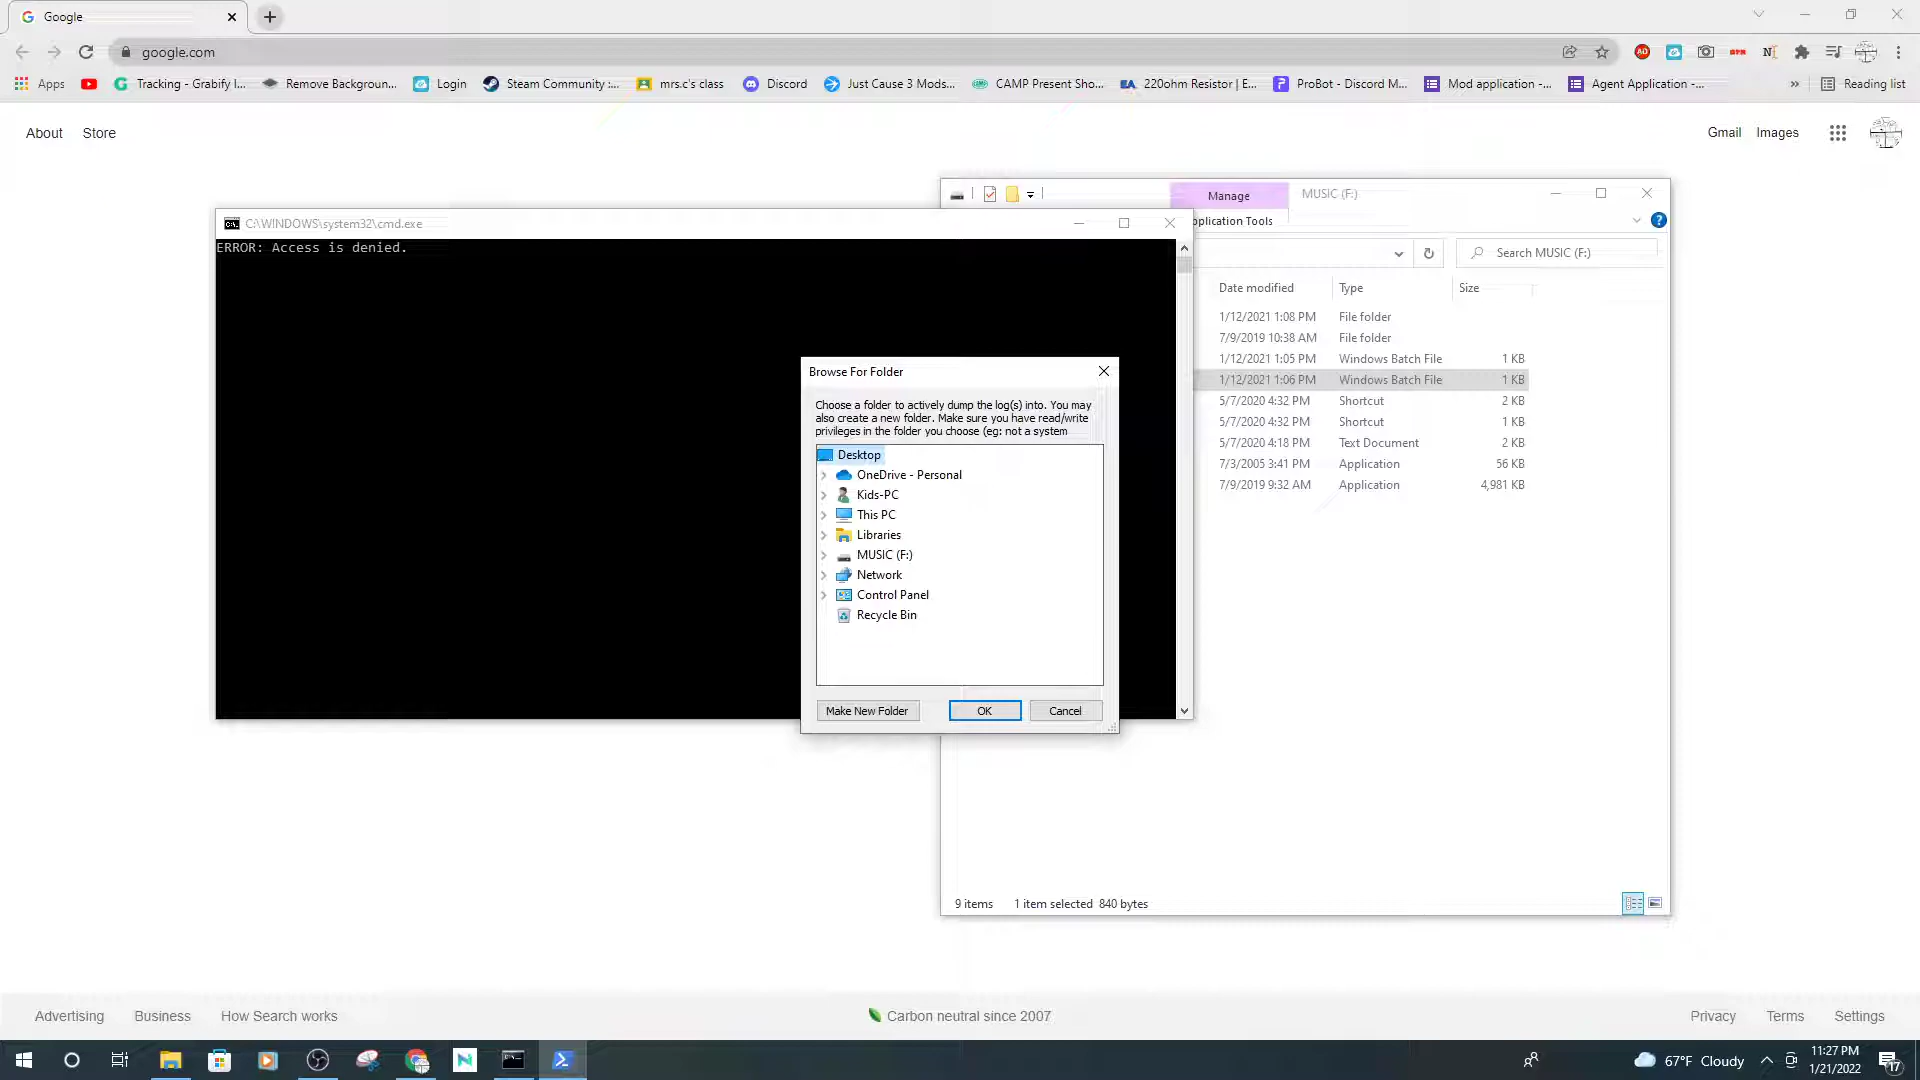 Google
google.com
Apps
Tracking - Grabify I...
Remove Backgroun...
Login
Steam Community :...
mrs.c's class
Discord
Just Cause 3 Mods...
CAMP Present Sho...
220ohm Resistor | E...
ProBot - Discord M...
Mod application -...
Agent Application -...
»
Reading list
About
Store
Gmail
Images
Manage
MUSIC (F:)
pplication Tools
Search MUSIC (F:)
Date modified
Type
Size
1/12/2021 1:08 PM File folder
7/9/2019 10:38 AM File folder
1/12/2021 1:05 PM Windows Batch File 1 KB
1/12/2021 1:06 PM Windows Batch File 1 KB
5/7/2020 4:32 PM Shortcut 2 KB
5/7/2020 4:32 PM Shortcut 1 KB
5/7/2020 4:18 PM Text Document 2 KB
7/3/2005 3:41 PM Application 56 KB
7/9/2019 9:32 AM Application 4,981 KB
9 items 1 item selected 840 bytes
C:\WINDOWS\system32\cmd.exe
ERROR: Access is denied.
Browse For Folder
Choose a folder to actively dump the log(s) into. You may
also create a new folder. Make sure you have read/write
privileges in the folder you choose (eg: not a system
Desktop
OneDrive - Personal
Kids-PC
This PC
Libraries
MUSIC (F:)
Network
Control Panel
Recycle Bin
Make New Folder
OK
Cancel
Advertising
Business
How Search works
Carbon neutral since 2007
Privacy
Terms
Settings
67°F Cloudy
11:27 PM
1/21/2022
17